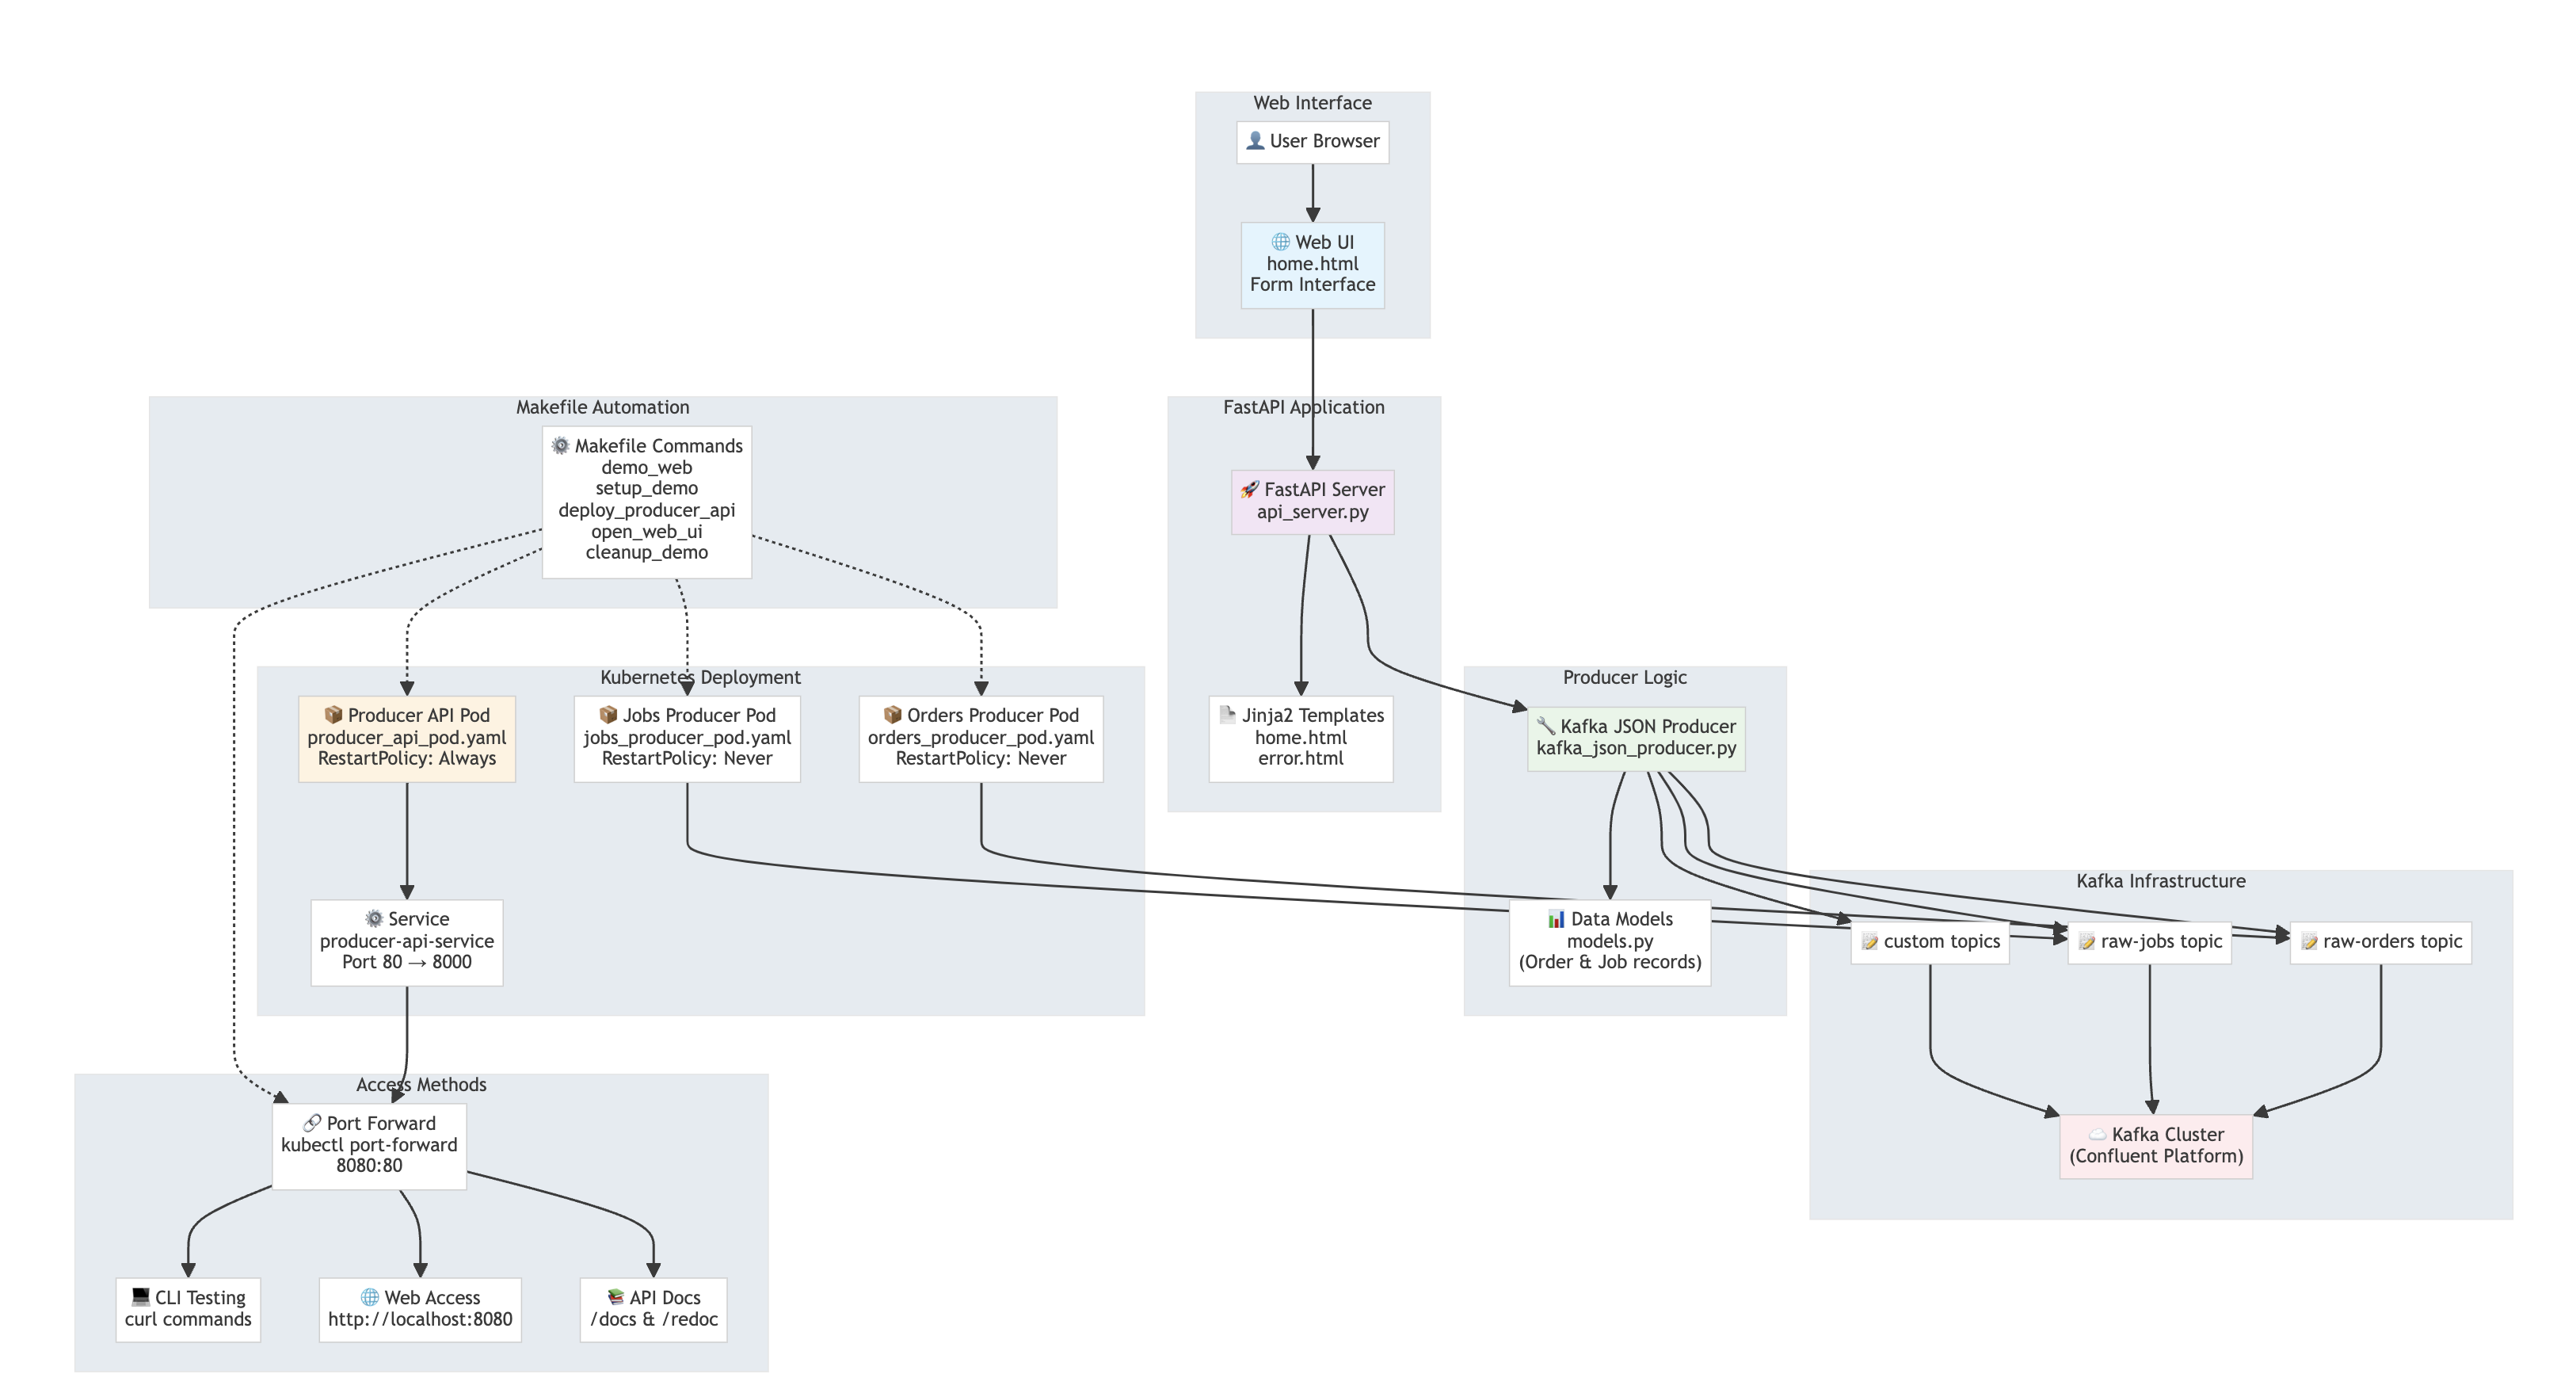 Web Interface
👤 User Browser
🌐 Web UI
home.html
Form Interface
Makefile Automation
⚙️ Makefile Commands
demo_web
setup_demo
deploy_producer_api
open_web_ui
cleanup_demo
FastAPI Application
🚀 FastAPI Server
api_server.py
📄 Jinja2 Templates
home.html
error.html
Kubernetes Deployment
📦 Producer API Pod
producer_api_pod.yaml
RestartPolicy: Always
📦 Jobs Producer Pod
jobs_producer_pod.yaml
RestartPolicy: Never
📦 Orders Producer Pod
orders_producer_pod.yaml
RestartPolicy: Never
⚙️ Service
producer-api-service
Port 80 → 8000
Producer Logic
🔧 Kafka JSON Producer
kafka_json_producer.py
📊 Data Models
models.py
(Order & Job records)
Kafka Infrastructure
📝 custom topics
📝 raw-jobs topic
📝 raw-orders topic
☁️ Kafka Cluster
(Confluent Platform)
Access Methods
🔗 Port Forward
kubectl port-forward
8080:80
💻 CLI Testing
curl commands
🌐 Web Access
http://localhost:8080
📚 API Docs
/docs & /redoc